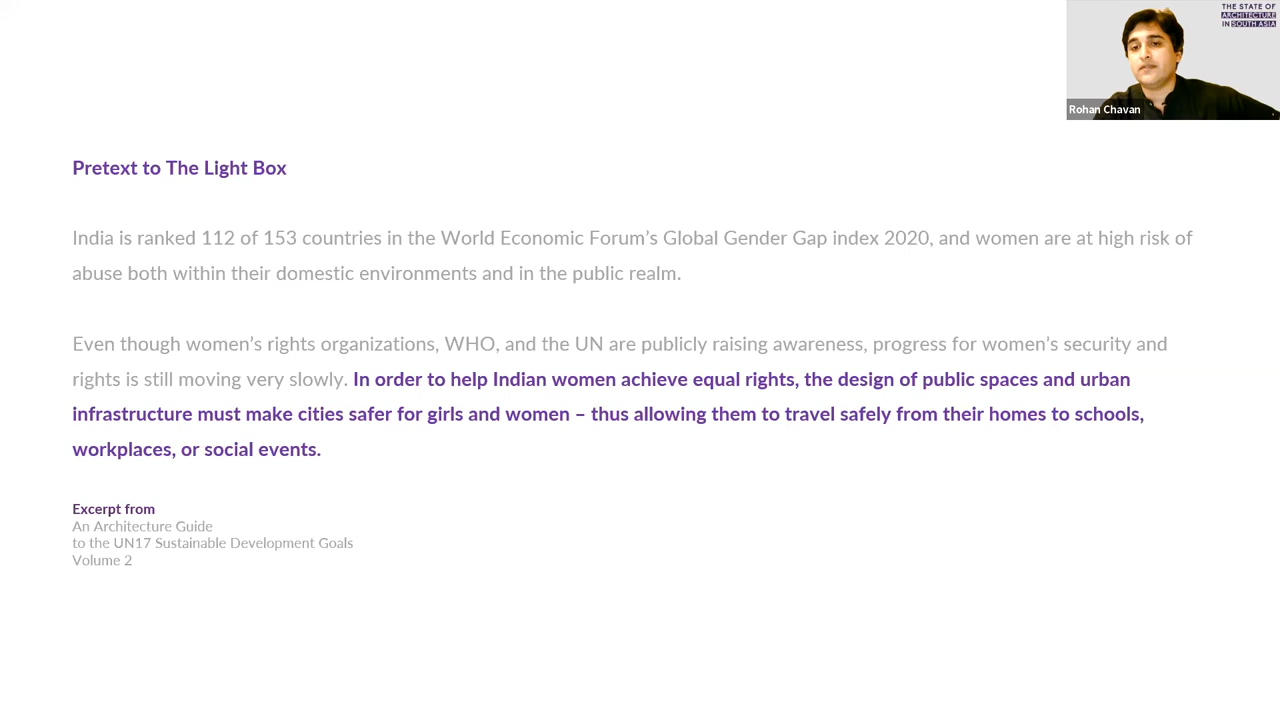 THE STATE OF
ARCHITECTURE
IN SOUTH ASIA
Rohan Chavan
Pretext to The Light Box
India is ranked 112 of 153 countries in the World Economic Forum’s Global Gender Gap index 2020, and women are at high risk of
abuse both within their domestic environments and in the public realm.
Even though women’s rights organizations, WHO, and the UN are publicly raising awareness, progress for women’s security and
rights is still moving very slowly. In order to help Indian women achieve equal rights, the design of public spaces and urban
infrastructure must make cities safer for girls and women – thus allowing them to travel safely from their homes to schools,
workplaces, or social events.
Excerpt from
An Architecture Guide
to the UN17 Sustainable Development Goals
Volume 2